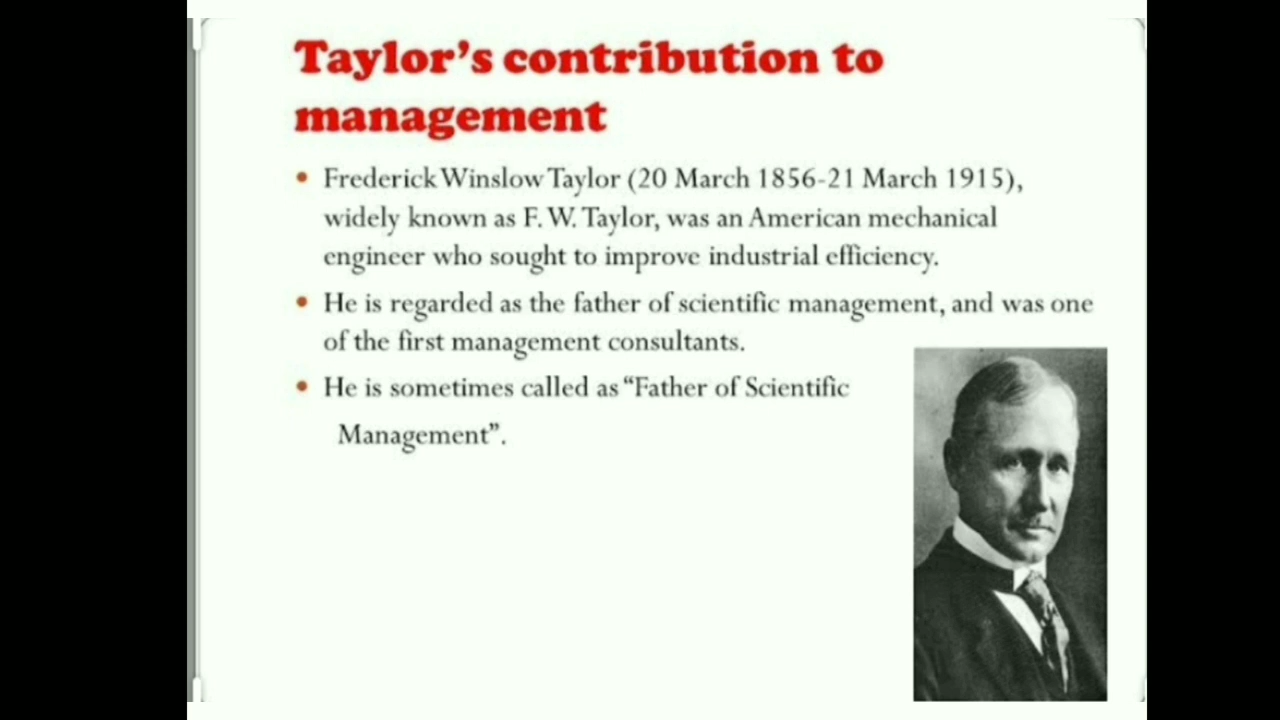 Taylor’s contribution to
management
• Frederick Winslow Taylor (20 March 1856-21 March 1915),
widely known as F. W. Taylor, was an American mechanical
engineer who sought to improve industrial efficiency.
• He is regarded as the father of scientific management, and was one
of the first management consultants.
• He is sometimes called as “Father of Scientific
Management”.